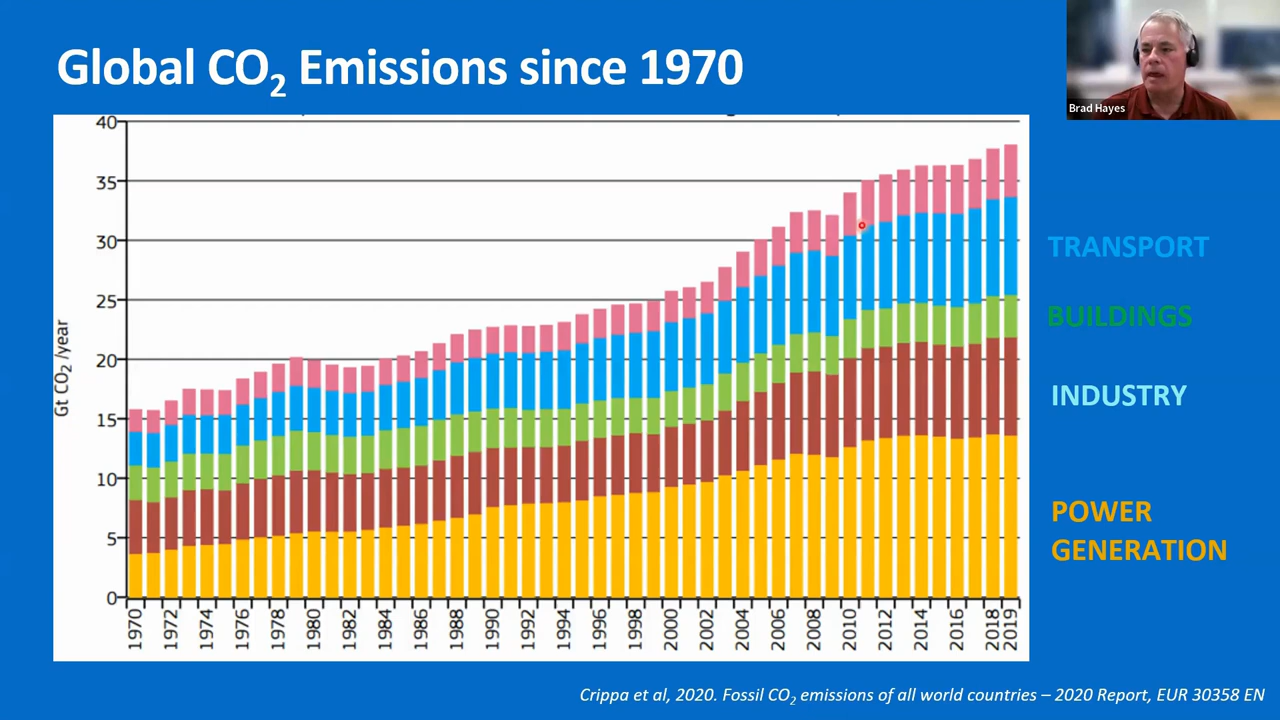 Global CO₂ Emissions since 1970
Brad Hayes
Gt CO₂ /year
40
35
30
25
20
15
10
5
0
1970 1972 1974 1976 1978 1980 1982 1984 1986 1988 1990 1992 1994 1996 1998 2000 2002 2004 2006 2008 2010 2012 2014 2016 2018 2019
TRANSPORT
BUILDINGS
INDUSTRY
POWER
GENERATION
Crippa et al, 2020. Fossil CO₂ emissions of all world countries – 2020 Report, EUR 30358 EN